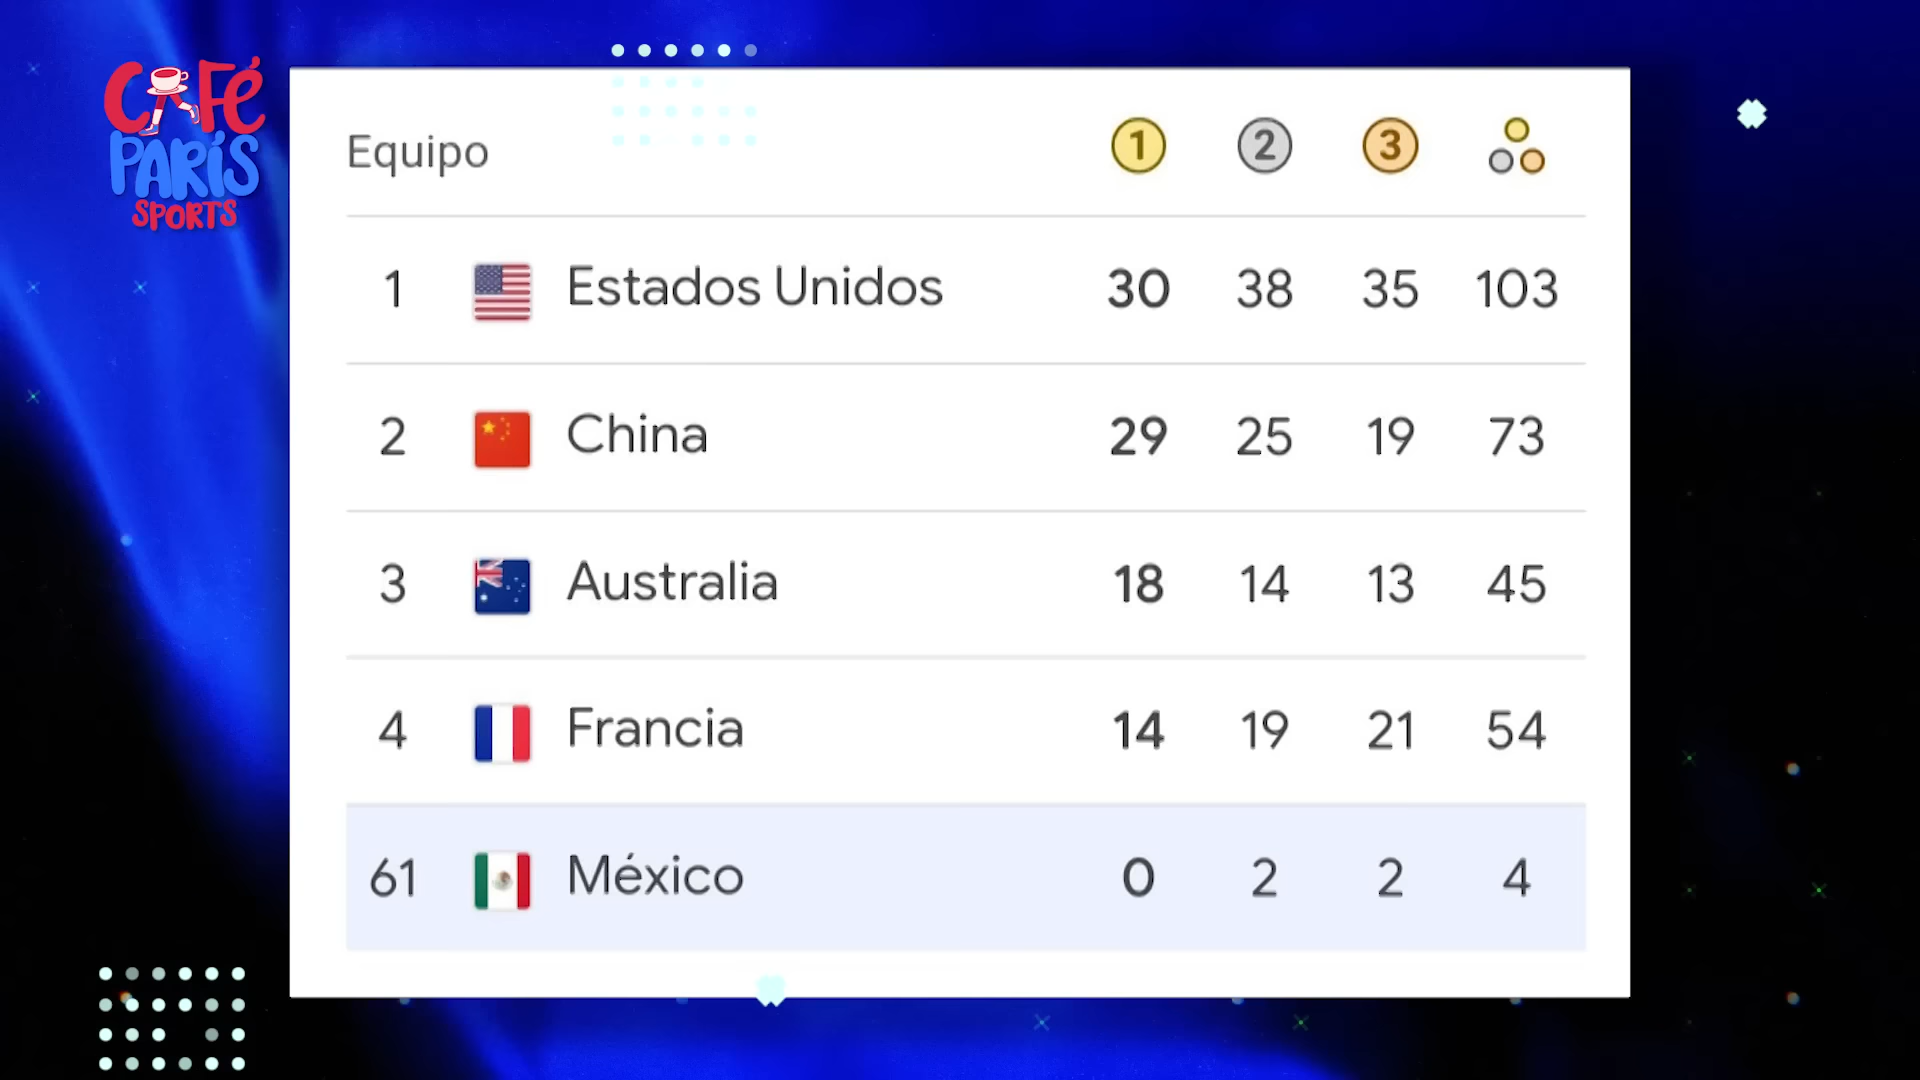 CAFÉ
PARÍS
SPORTS
Equipo 1 2 3
1 Estados Unidos 30 38 35 103
2 China 29 25 19 73
3 Australia 18 14 13 45
4 Francia 14 19 21 54
61 México 0 2 2 4